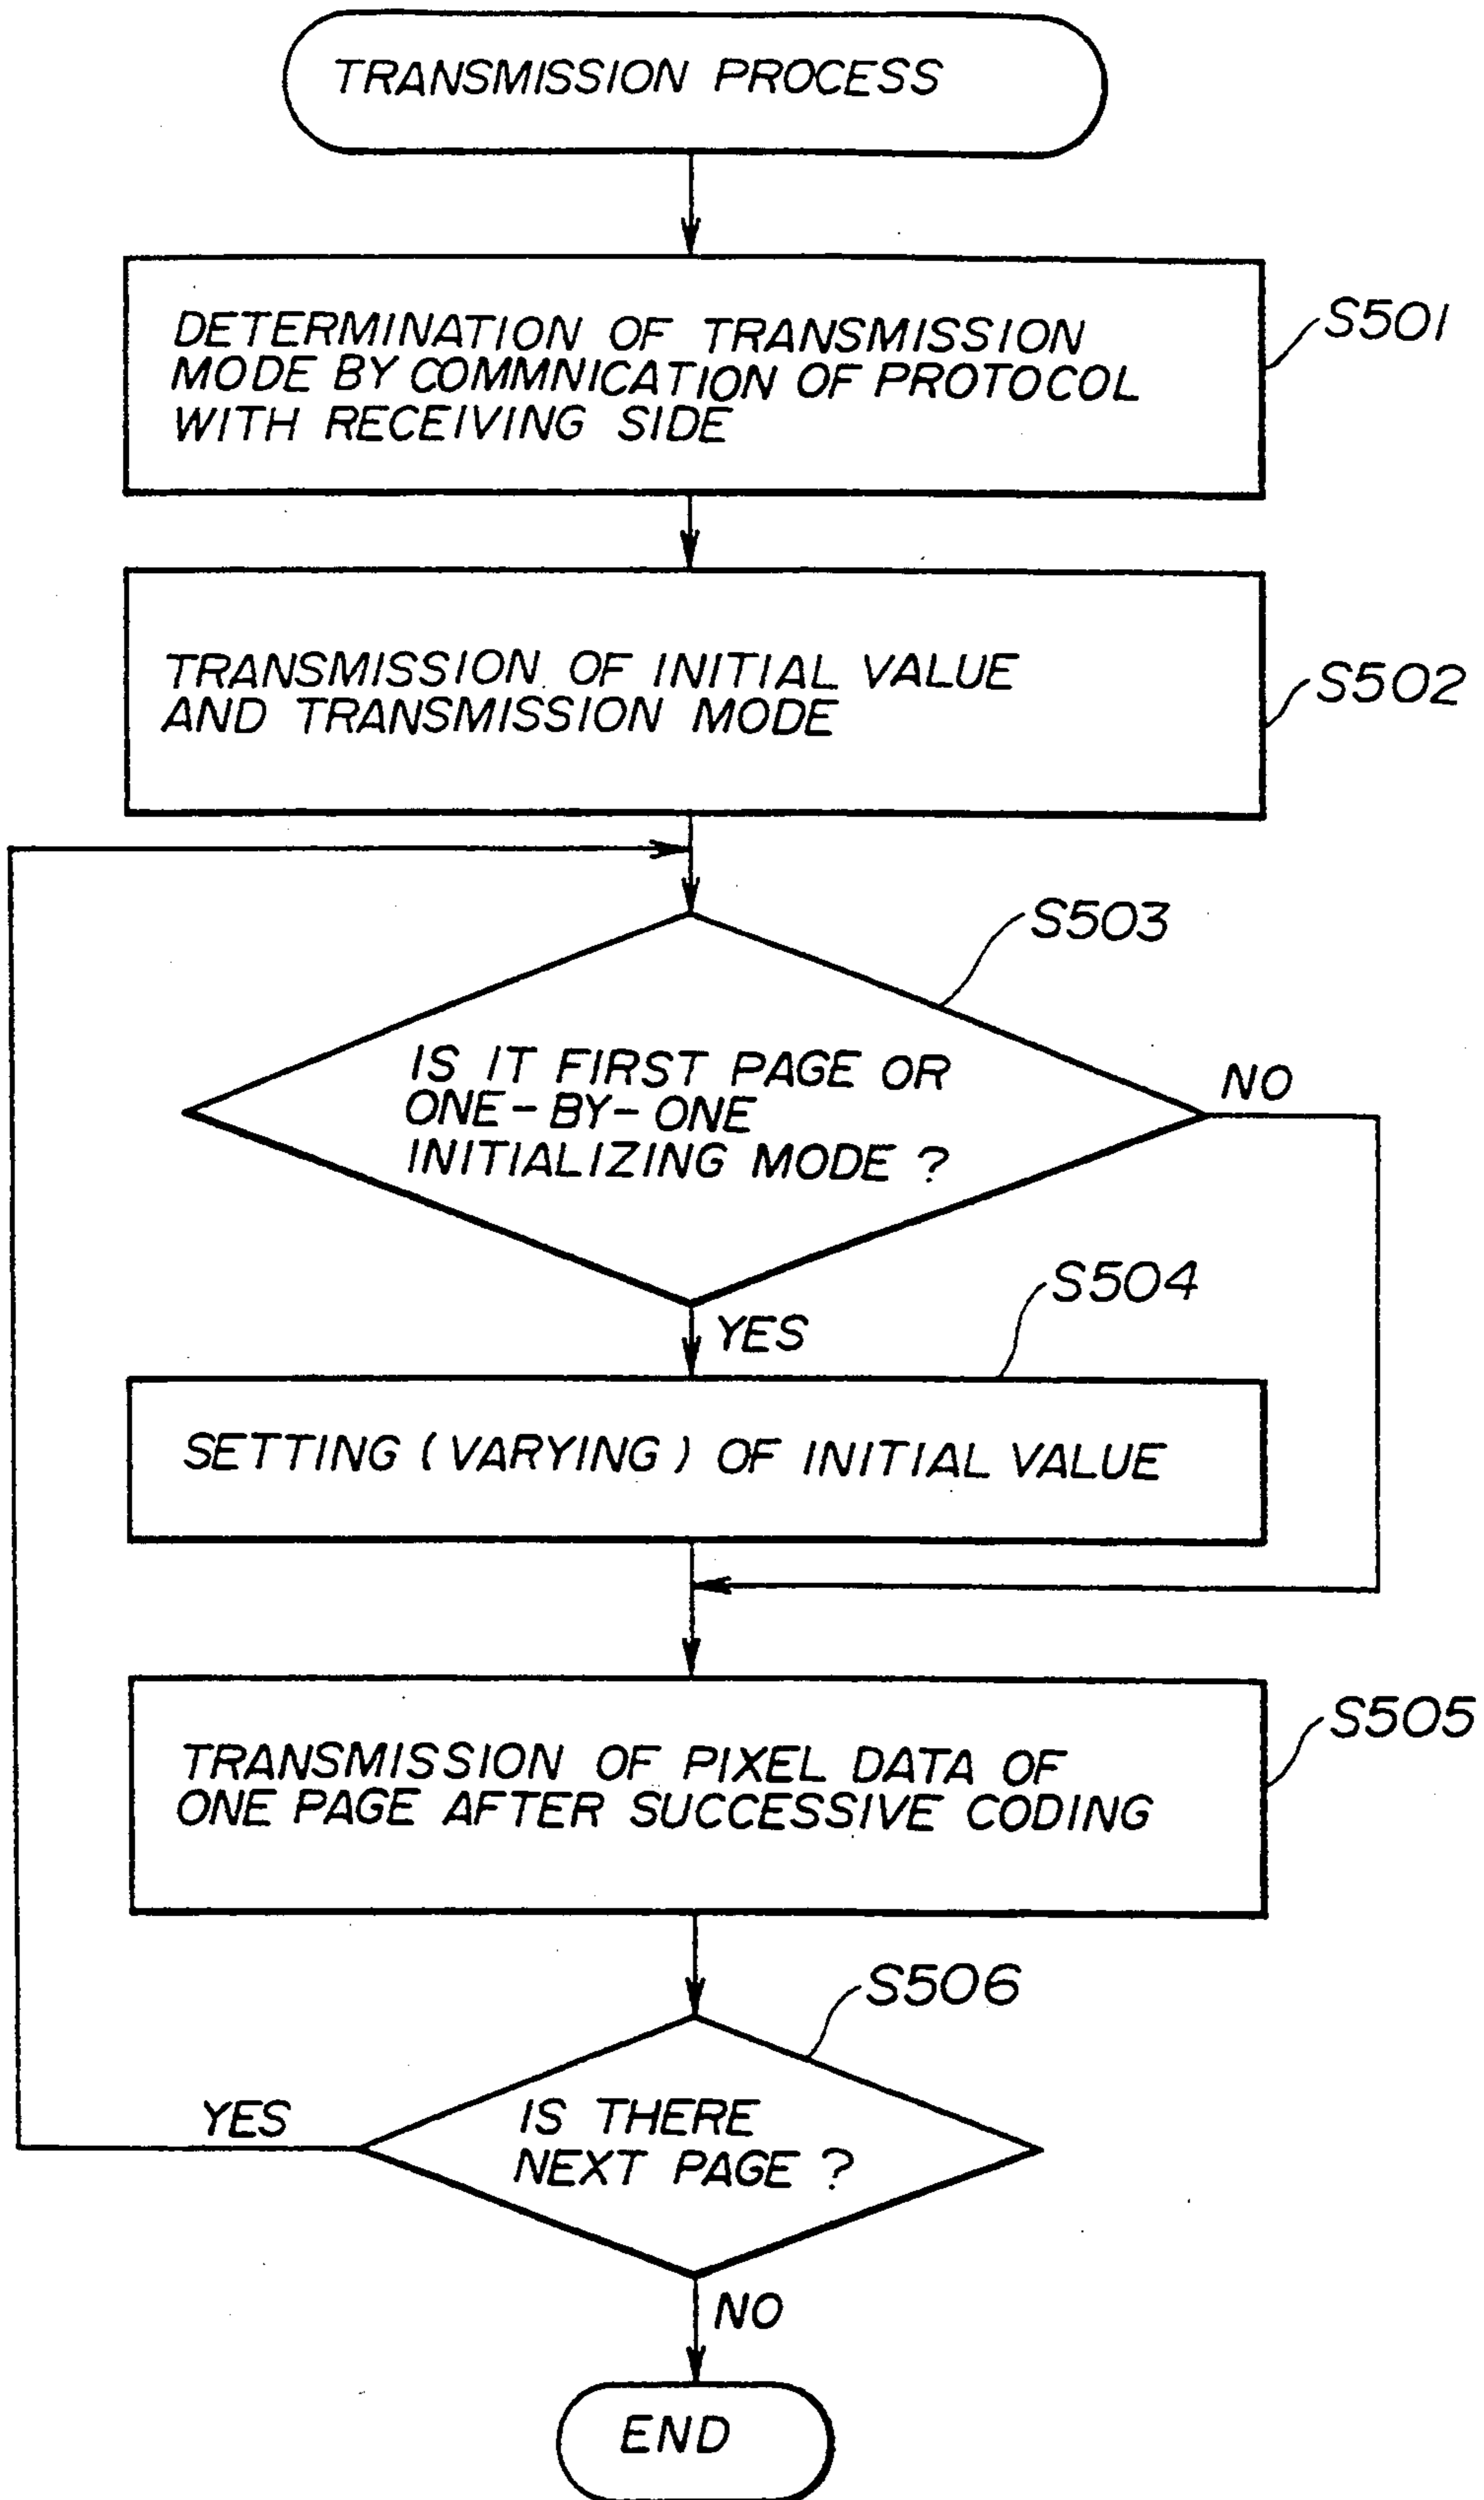 TRANSMISSION PROCESS
DETERMINATION OF TRANSMISSION
MODE BY COMMNICATION OF PROTOCOL
WITH RECEIVING SIDE
S501
TRANSMISSION OF INITIAL VALUE
AND TRANSMISSION MODE
S502
S503
IS IT FIRST PAGE OR
ONE-BY-ONE
INITIALIZING MODE ?
NO
YES
S504
SETTING (VARYING) OF INITIAL VALUE
TRANSMISSION OF PIXEL DATA OF
ONE PAGE AFTER SUCCESSIVE CODING
S505
S506
IS THERE
NEXT PAGE ?
YES
NO
END